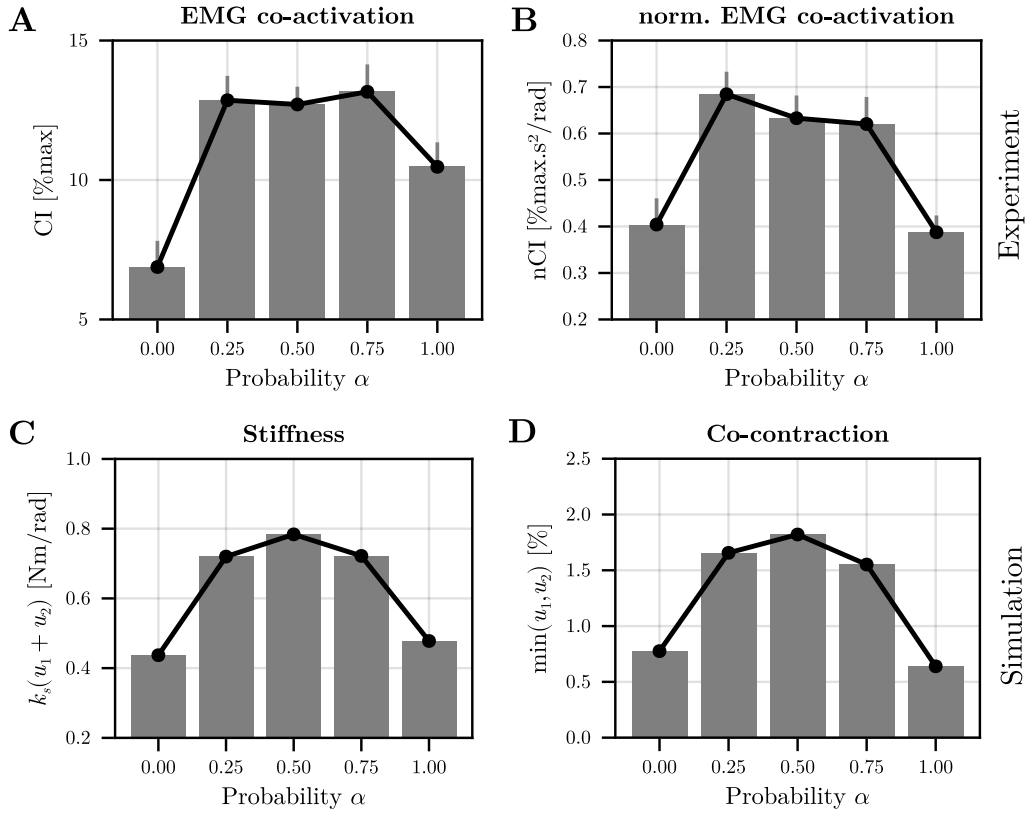 A
EMG co-activation
CI [%max]
15
10
5
0.00 0.25 0.50 0.75 1.00
Probability α
B
norm. EMG co-activation
nCI [%max.s²/rad]
0.8
0.7
0.6
0.5
0.4
0.3
0.2
0.00 0.25 0.50 0.75 1.00
Probability α
Experiment
C
Stiffness
kₛ(u₁ + u₂) [Nm/rad]
1.0
0.8
0.6
0.4
0.2
0.00 0.25 0.50 0.75 1.00
Probability α
D
Co-contraction
min(u₁, u₂) [%]
2.5
2.0
1.5
1.0
0.5
0.0
0.00 0.25 0.50 0.75 1.00
Probability α
Simulation